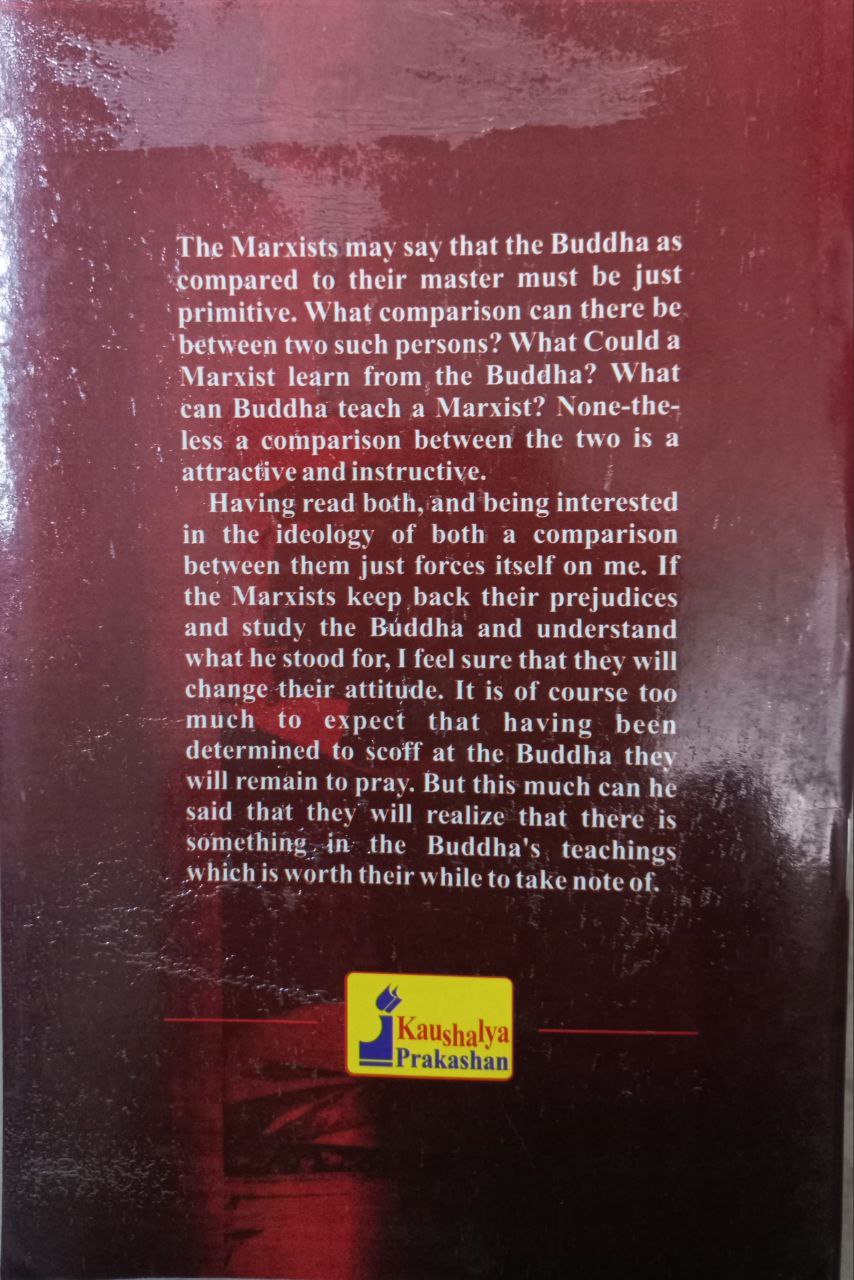 The Marxists may say that the Buddha as
compared to their master must be just
primitive. What comparison can there be
between two such persons? What Could a
Marxist learn from the Buddha? What
can Buddha teach a Marxist? None-the-
less a comparison between the two is a
attractive and instructive.
Having read both, and being interested
in the ideology of both a comparison
between them just forces itself on me. If
the Marxists keep back their prejudices
and study the Buddha and understand
what he stood for, I feel sure that they will
change their attitude. It is of course too
much to expect that having been
determined to scoff at the Buddha they
will remain to pray. But this much can he
said that they will realize that there is
something in the Buddha's teachings
which is worth their while to take note of.
Kaushalya
Prakashan